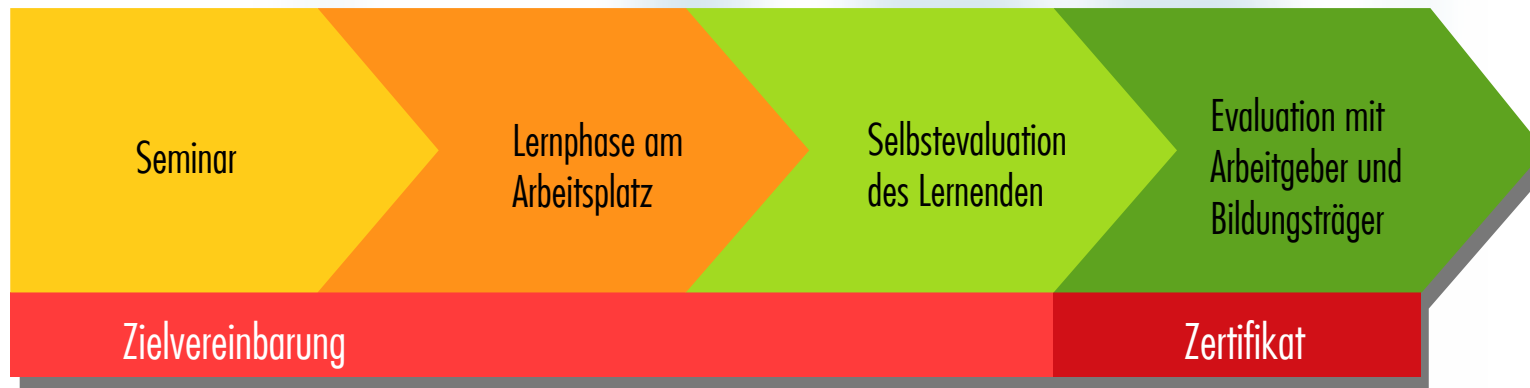 Seminar
Lernphase am
Arbeitsplatz
Selbstevaluation
des Lernenden
Evaluation mit
Arbeitgeber und
Bildungsträger
Zielvereinbarung
Zertifikat